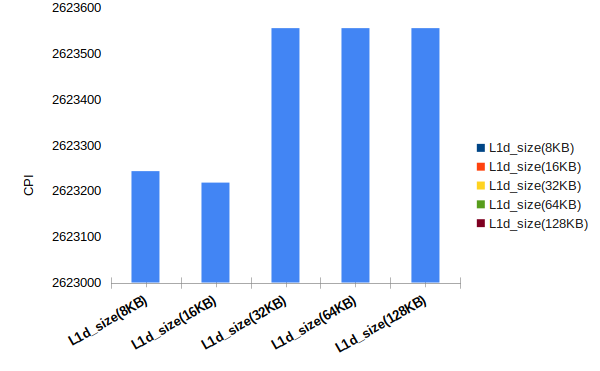 2623600
2623500
2623400
2623300
2623200
2623100
2623000
CPI
L1d_size(8KB)
L1d_size(16KB)
L1d_size(32KB)
L1d_size(64KB)
L1d_size(128KB)
L1d_size(8KB)
L1d_size(16KB)
L1d_size(32KB)
L1d_size(64KB)
L1d_size(128KB)